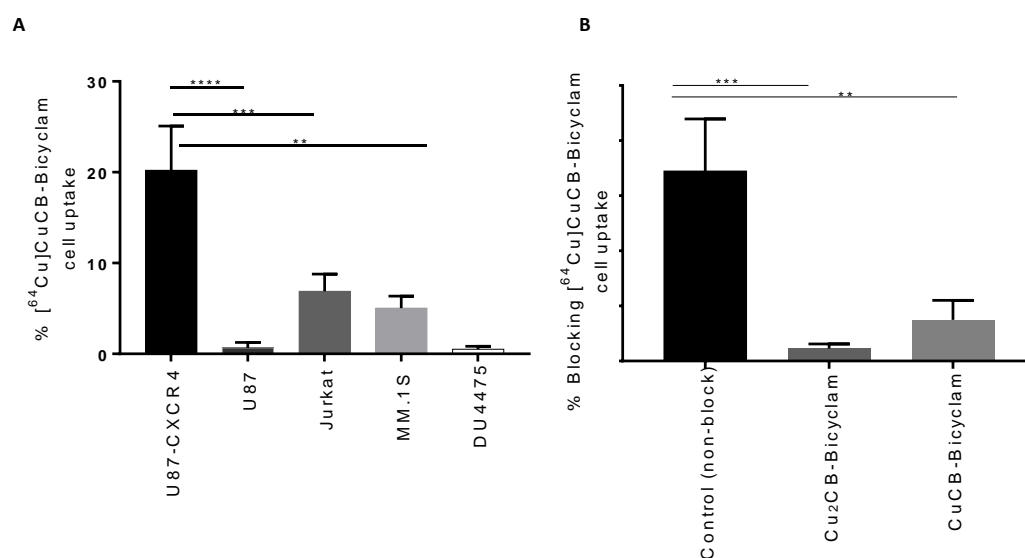 A
B
% [⁶⁴Cu]CuCB-Bicyclam
cell uptake
30
20
10
0
****
***
**
U87-CXCR4
U87
Jurkat
MM.1S
DU4475
% Blocking [⁶⁴Cu]CuCB-Bicyclam
cell uptake
***
**
Control (non-block)
Cu₂CB-Bicyclam
CuCB-Bicyclam